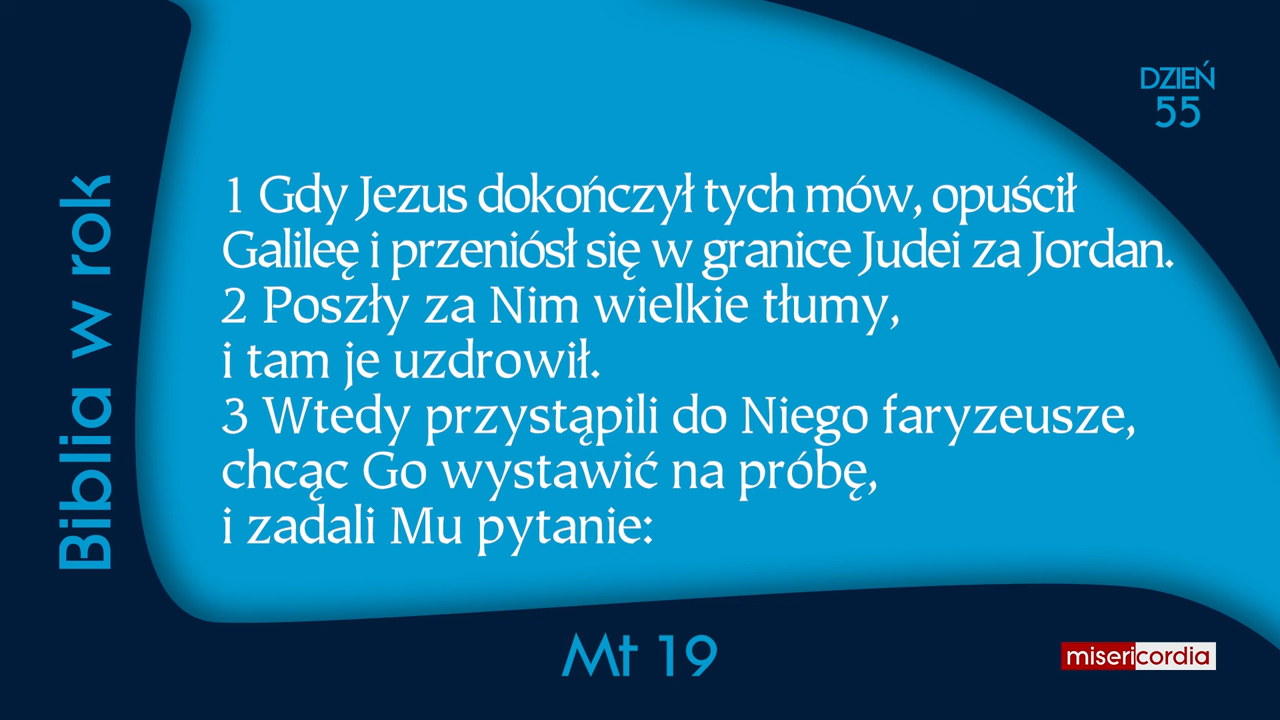 DZIEŃ
55
Biblia w rok
1 Gdy Jezus dokończył tych mów, opuścił
Galileę i przeniósł się w granice Judei za Jordan.
2 Poszły za Nim wielkie tłumy,
i tam je uzdrowił.
3 Wtedy przystąpili do Niego faryzeusze,
chcąc Go wystawić na próbę,
i zadali Mu pytanie:
Mt 19
misericordia